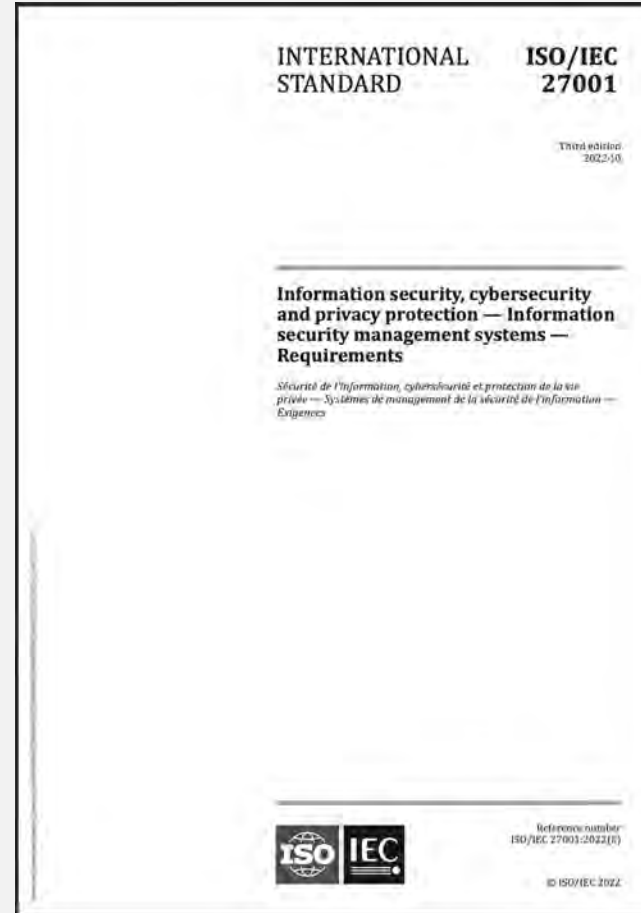 INTERNATIONAL STANDARD
ISO/IEC 27001
Third edition
2022-10
Information security, cybersecurity
and privacy protection — Information
security management systems —
Requirements
Sécurité de l'information, cybersécurité et protection de la vie
privée — Systèmes de management de la sécurité de l'information —
Exigences
ISO IEC
Reference number
ISO/IEC 27001:2022(E)
© ISO/IEC 2022